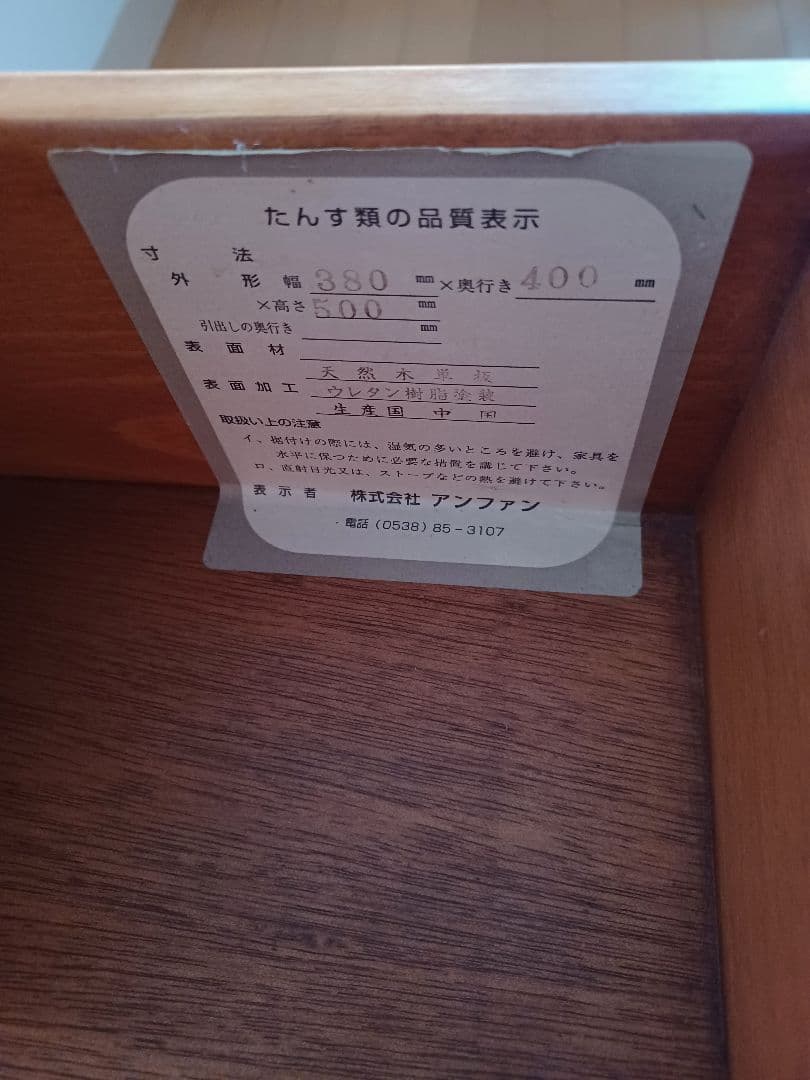 たんす類の品質表示
寸法
外形幅 380 mm ×奥行き 400 mm
×高さ 500 mm
引出しの奥行き mm
表面材
天然木単板
表面加工 ウレタン樹脂塗装
生産国 中国
取扱い上の注意
イ、据付けの際には、湿気の多いところを避け、家具を
水平に保つために必要な措置を講じて下さい。
ロ、直射日光又は、ストーブなどの熱を避けて下さい。
表示者 株式会社 アンファン
電話 (0538) 85-3107